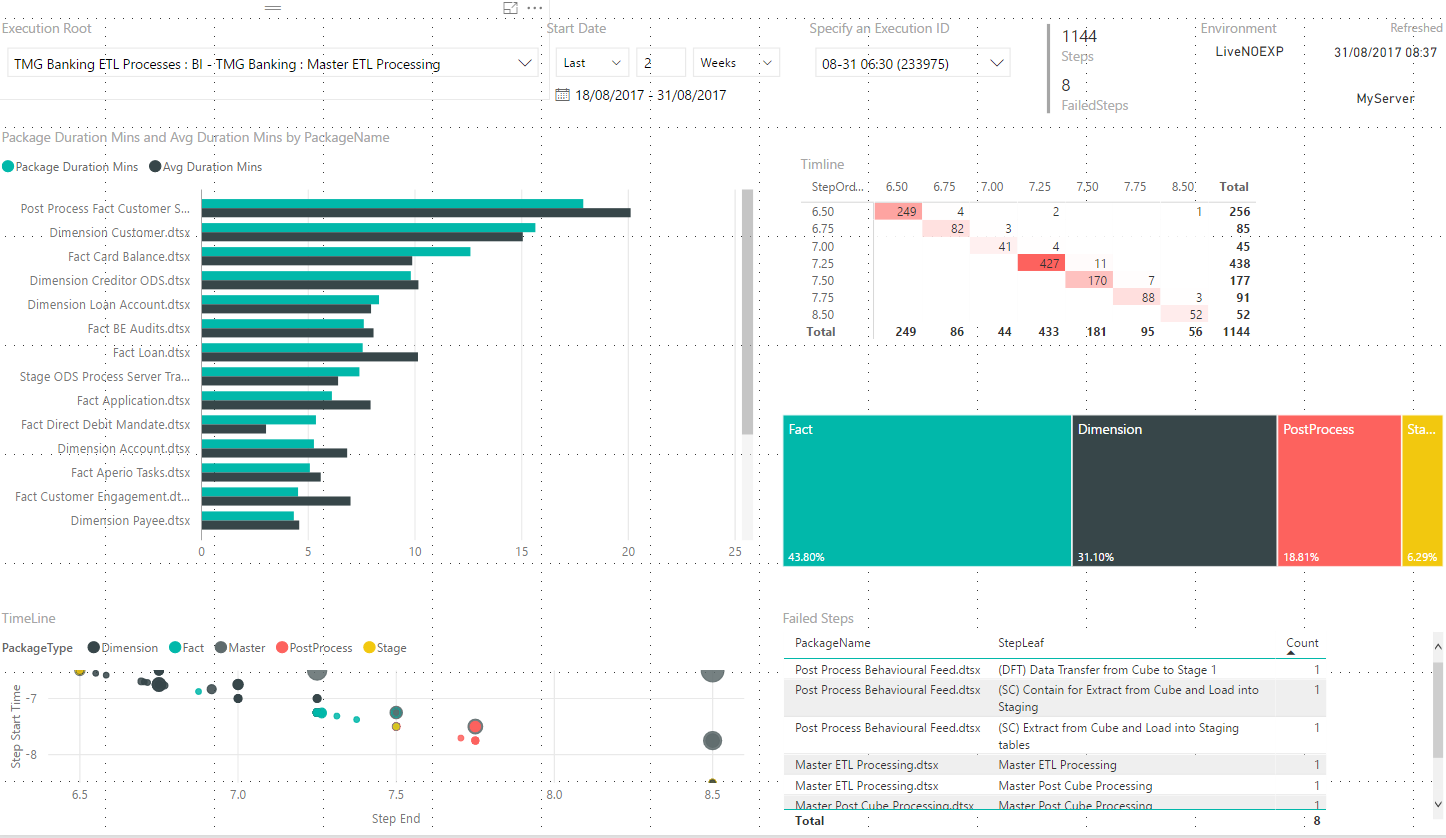 Execution Root
TMG Banking ETL Processes : BI - TMG Banking : Master ETL Processing
Start Date
Last 2 Weeks
18/08/2017 - 31/08/2017
Specify an Execution ID
08-31 06:30 (233975)
1144
Steps
8
FailedSteps
Environment
LiveNOEXP
Refreshed
31/08/2017 08:37
MyServer
Package Duration Mins and Avg Duration Mins by PackageName
Package Duration Mins Avg Duration Mins
Post Process Fact Customer S...
Dimension Customer.dtsx
Fact Card Balance.dtsx
Dimension Creditor ODS.dtsx
Dimension Loan Account.dtsx
Fact BE Audits.dtsx
Fact Loan.dtsx
Stage ODS Process Server Tra...
Fact Application.dtsx
Fact Direct Debit Mandate.dtsx
Dimension Account.dtsx
Fact Aperio Tasks.dtsx
Fact Customer Engagement.dt...
Dimension Payee.dtsx
0 5 10 15 20 25
Timline
StepOrd... 6.50 6.75 7.00 7.25 7.50 7.75 8.50 Total
6.50 249 4 2 1 256
6.75 82 3 85
7.00 41 4 45
7.25 427 11 438
7.50 170 7 177
7.75 88 3 91
8.50 52 52
Total 249 86 44 433 181 95 56 1144
Fact Dimension PostProcess Sta...
43.80% 31.10% 18.81% 6.29%
TimeLine
PackageType Dimension Fact Master PostProcess Stage
Step Start Time
-7
-8
6.5 7.0 7.5 8.0 8.5
Step End
Failed Steps
PackageName StepLeaf Count
Post Process Behavioural Feed.dtsx (DFT) Data Transfer from Cube to Stage 1 1
Post Process Behavioural Feed.dtsx (SC) Contain for Extract from Cube and Load into 1
Staging
Post Process Behavioural Feed.dtsx (SC) Extract from Cube and Load into Staging 1
tables
Master ETL Processing.dtsx Master ETL Processing 1
Master ETL Processing.dtsx Master Post Cube Processing 1
Master Post Cube Processing.dtsx Master Post Cube Processing 1
Total 8